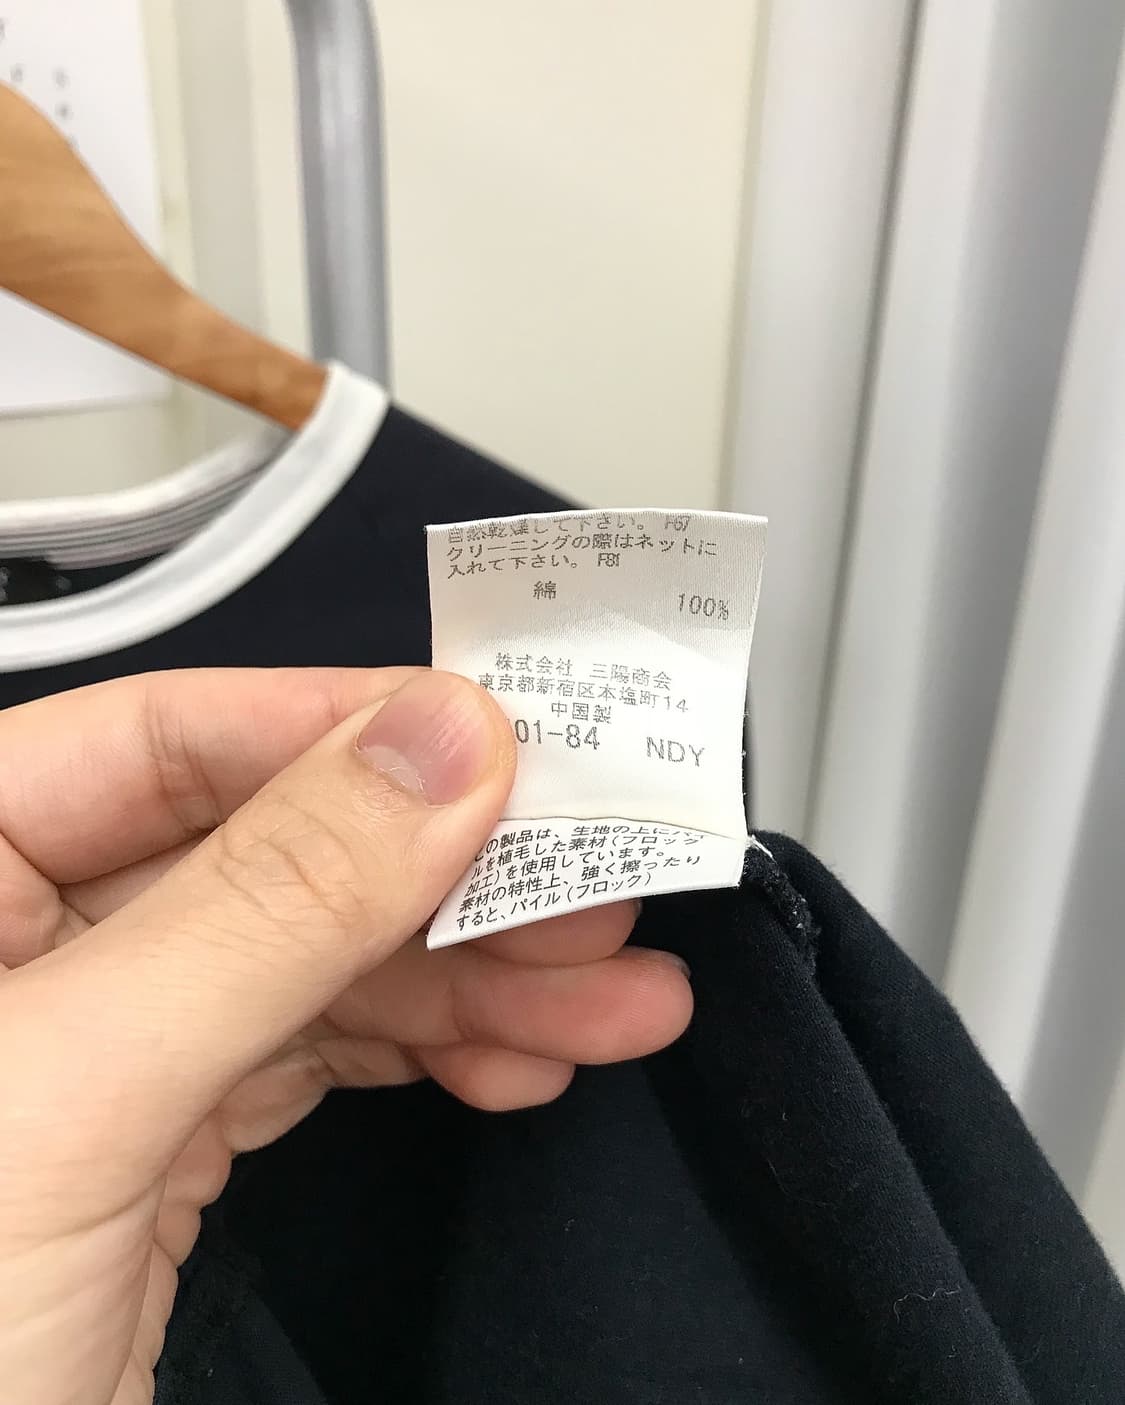 自然乾燥して下さい。 F67
クリーニングの際はネットに
入れて下さい。 F81
綿
100%
株式会社 三陽商会
東京都新宿区本塩町14
中国製
01-84 NDY
の製品は、生地の上にパイ
ルを植毛した素材(フロック
加工)を使用しています。
素材の特性上、強く擦ったり
すると、パイル(フロック)